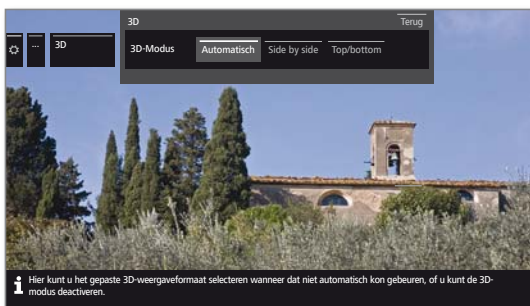 3D
Terug
... 3D
3D-Modus Automatisch Side by side Top/bottom
Hier kunt u het gepaste 3D-weergaveformaat selecteren wanneer dat niet automatisch kon gebeuren, of u kunt de 3D-
modus deactiveren.